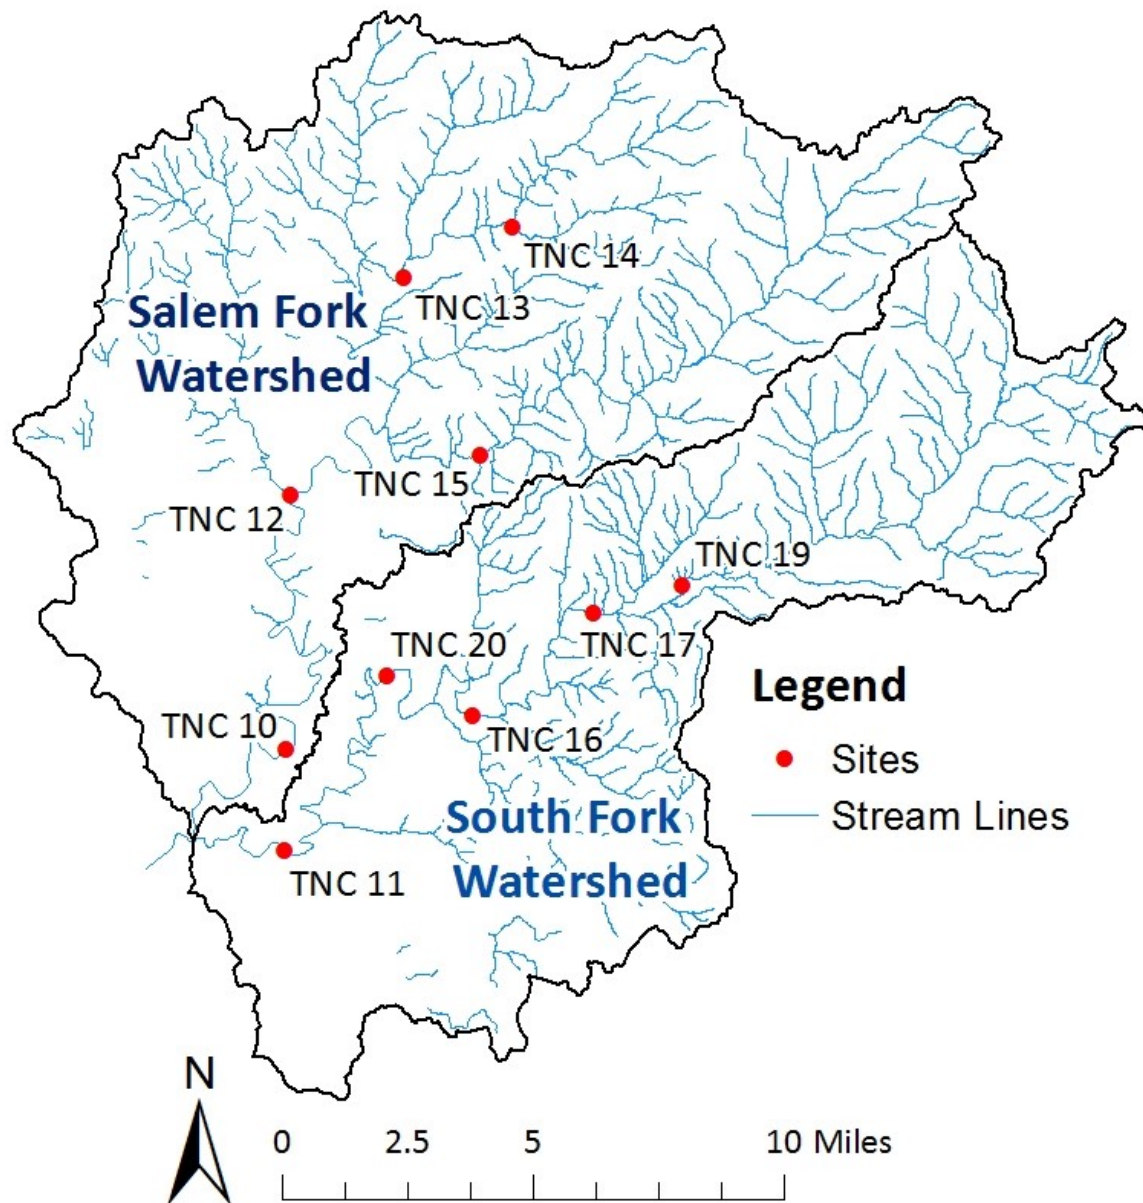 TNC 14
TNC 13
Salem Fork
Watershed
TNC 15
TNC 12
TNC 19
TNC 20
TNC 17
Legend
TNC 10
TNC 16
Sites
South Fork
Stream Lines
Watershed
TNC 11
N
0 2.5 5 10 Miles